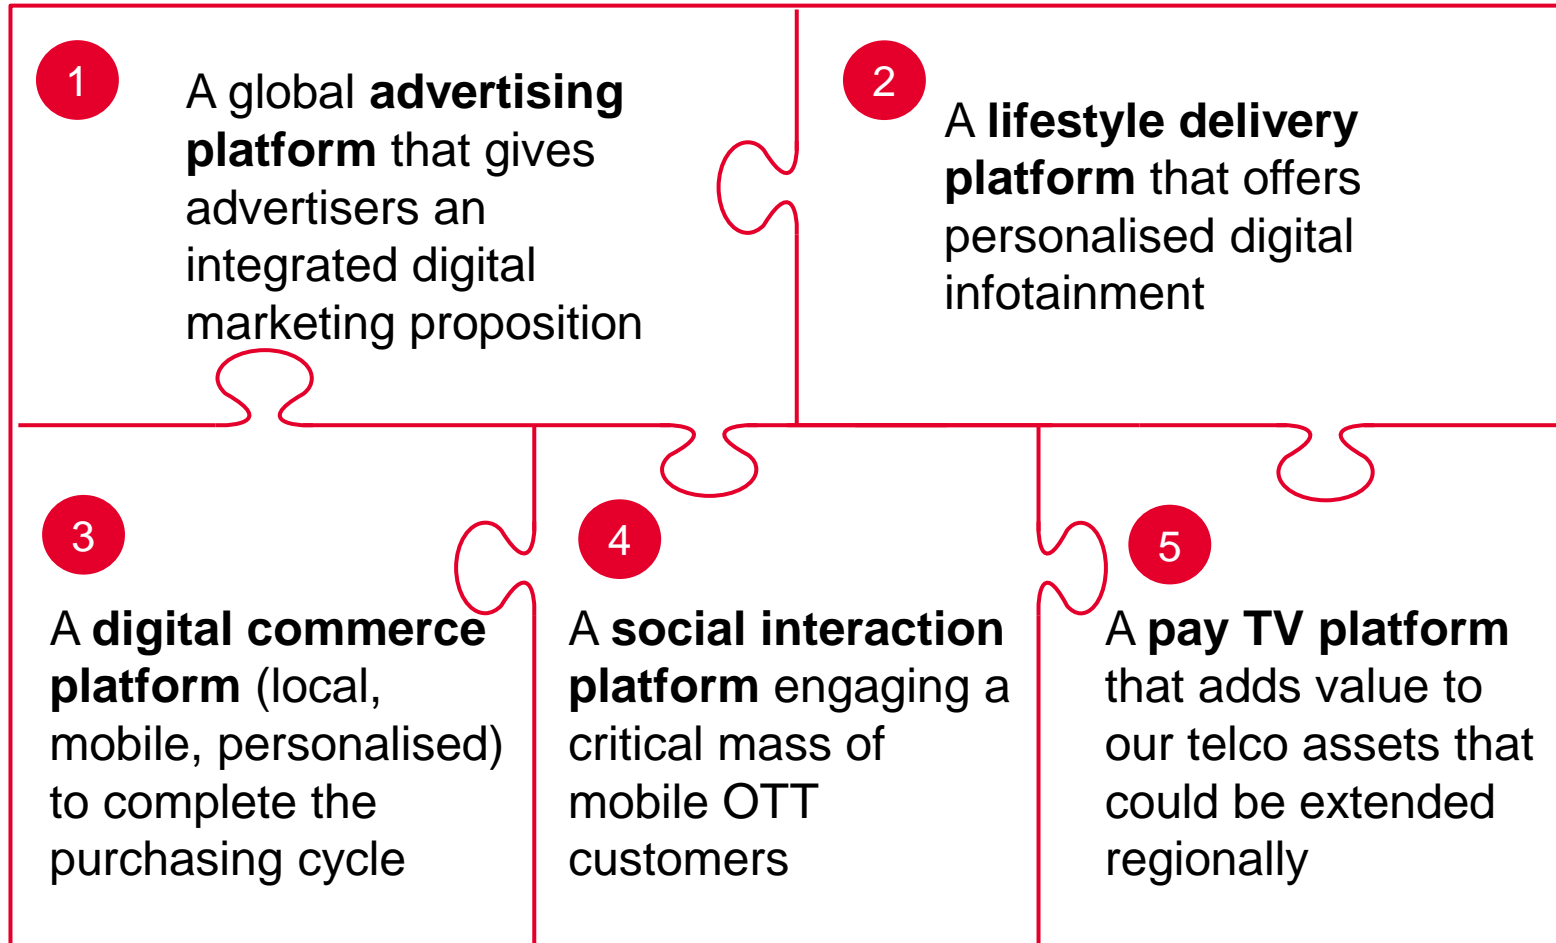 1
A global advertising
platform that gives
advertisers an
integrated digital
marketing proposition
2
A lifestyle delivery
platform that offers
personalised digital
infotainment
3
A digital commerce
platform (local,
mobile, personalised)
to complete the
purchasing cycle
4
A social interaction
platform engaging a
critical mass of
mobile OTT
customers
5
A pay TV platform
that adds value to
our telco assets that
could be extended
regionally